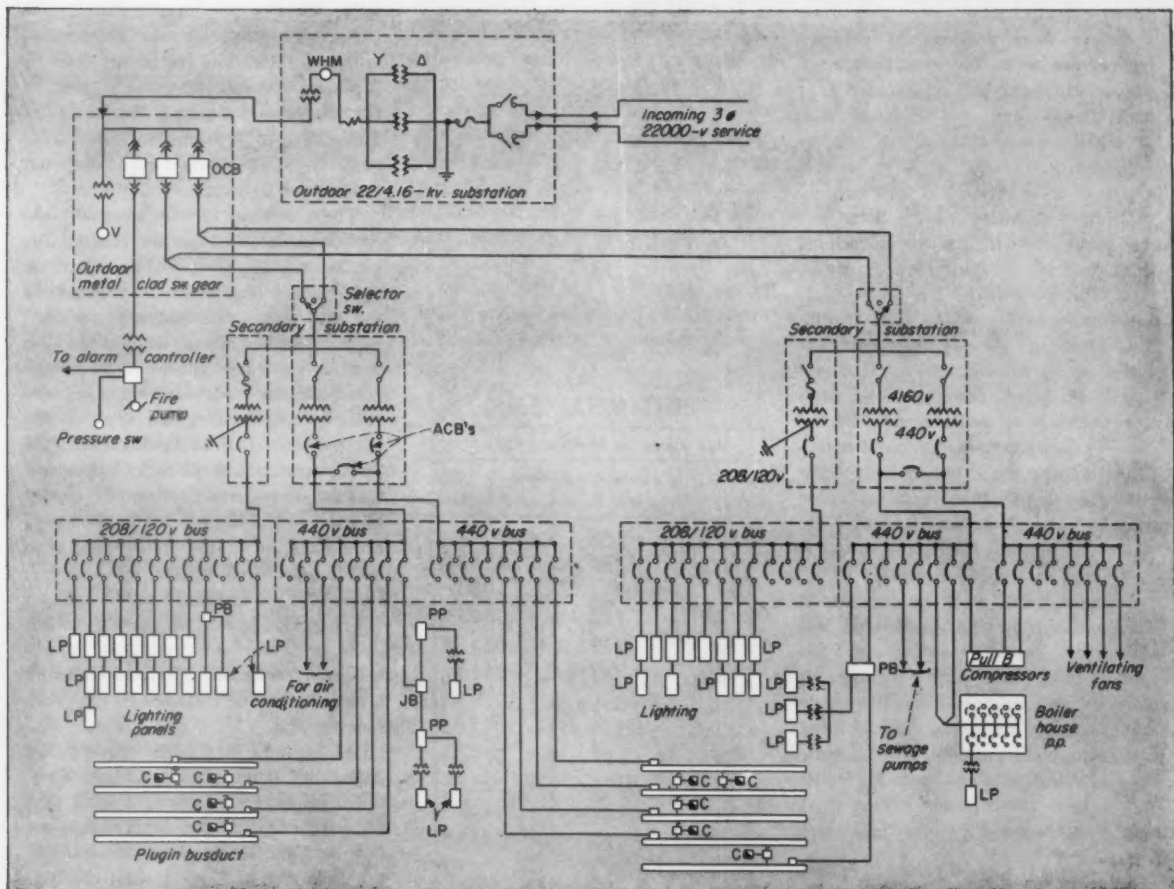 WHM
Y
Δ
Incoming 3 ø
22000-v service
Outdoor 22/4.16-kv. substation
OCB
V
Outdoor
metal
clad sw. gear
Selector
sw.
Secondary
substation
Secondary
substation
To alarm
controller
Fire
pump
Pressure sw.
ACB's
4160 v
440 v
208/120v
208/120 v bus
440 v bus
440 v bus
208/120 v bus
440 v bus
440 v bus
PB
PP
LP
LP
LP
LP
LP
PB
Pull B
Compressors
Ventilating
fans
LP
LP
LP
LP
LP
For air
conditioning
JB
LP
Lighting
panels
Lighting
LP
To
sewage
pumps
Boiler
house
p.p.
PP
LP
LP
C
C
C
C
C
C
C
C
Plugin busduct